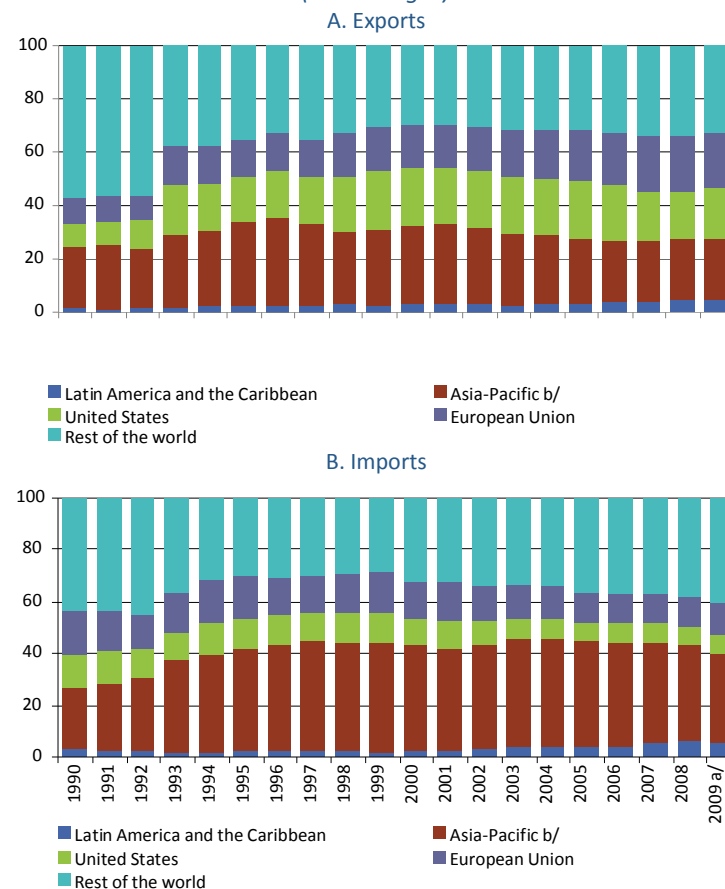 A. Exports
100
80
60
40
20
0
Latin America and the Caribbean Asia-Pacific b/
United States European Union
Rest of the world
B. Imports
100
80
60
40
20
0
1990 1991 1992 1993 1994 1995 1996 1997 1998 1999 2000 2001 2002 2003 2004 2005 2006 2007 2008 2009 a/
Latin America and the Caribbean Asia-Pacific b/
United States European Union
Rest of the world